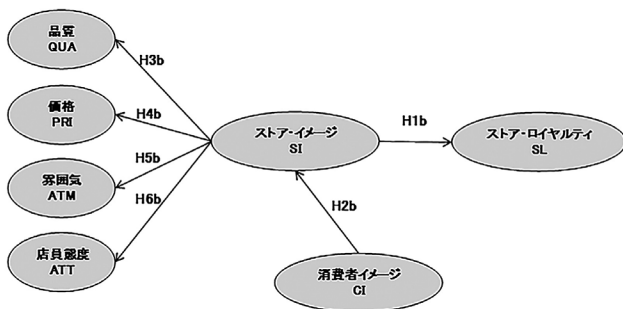 品質
QUA
H3b
価格
PRI
H4b
ストア・イメージ
SI
H1b
ストア・ロイヤルティ
SL
雰囲気
ATM
H5b
H6b
H2b
店員態度
ATT
消費者イメージ
CI